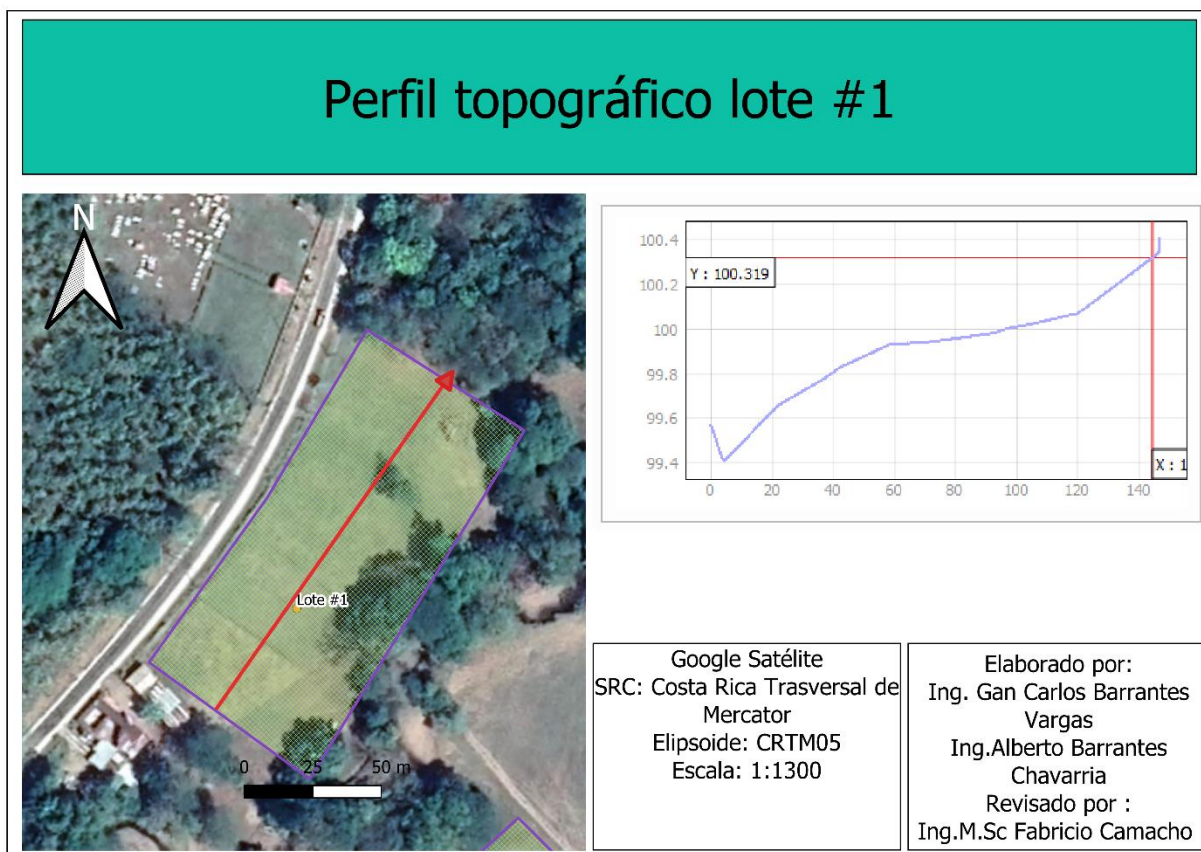 Perfil topográfico lote #1
N
Lote #1
0 25 50 m
100.4
100.2
100
99.8
99.6
99.4
Y : 100.319
X : 1
0 20 40 60 80 100 120 140
Google Satélite
SRC: Costa Rica Trasversal de
Mercator
Elipsoide: CRTM05
Escala: 1:1300
Elaborado por:
Ing. Gan Carlos Barrantes
Vargas
Ing.Alberto Barrantes
Chavarria
Revisado por :
Ing.M.Sc Fabricio Camacho